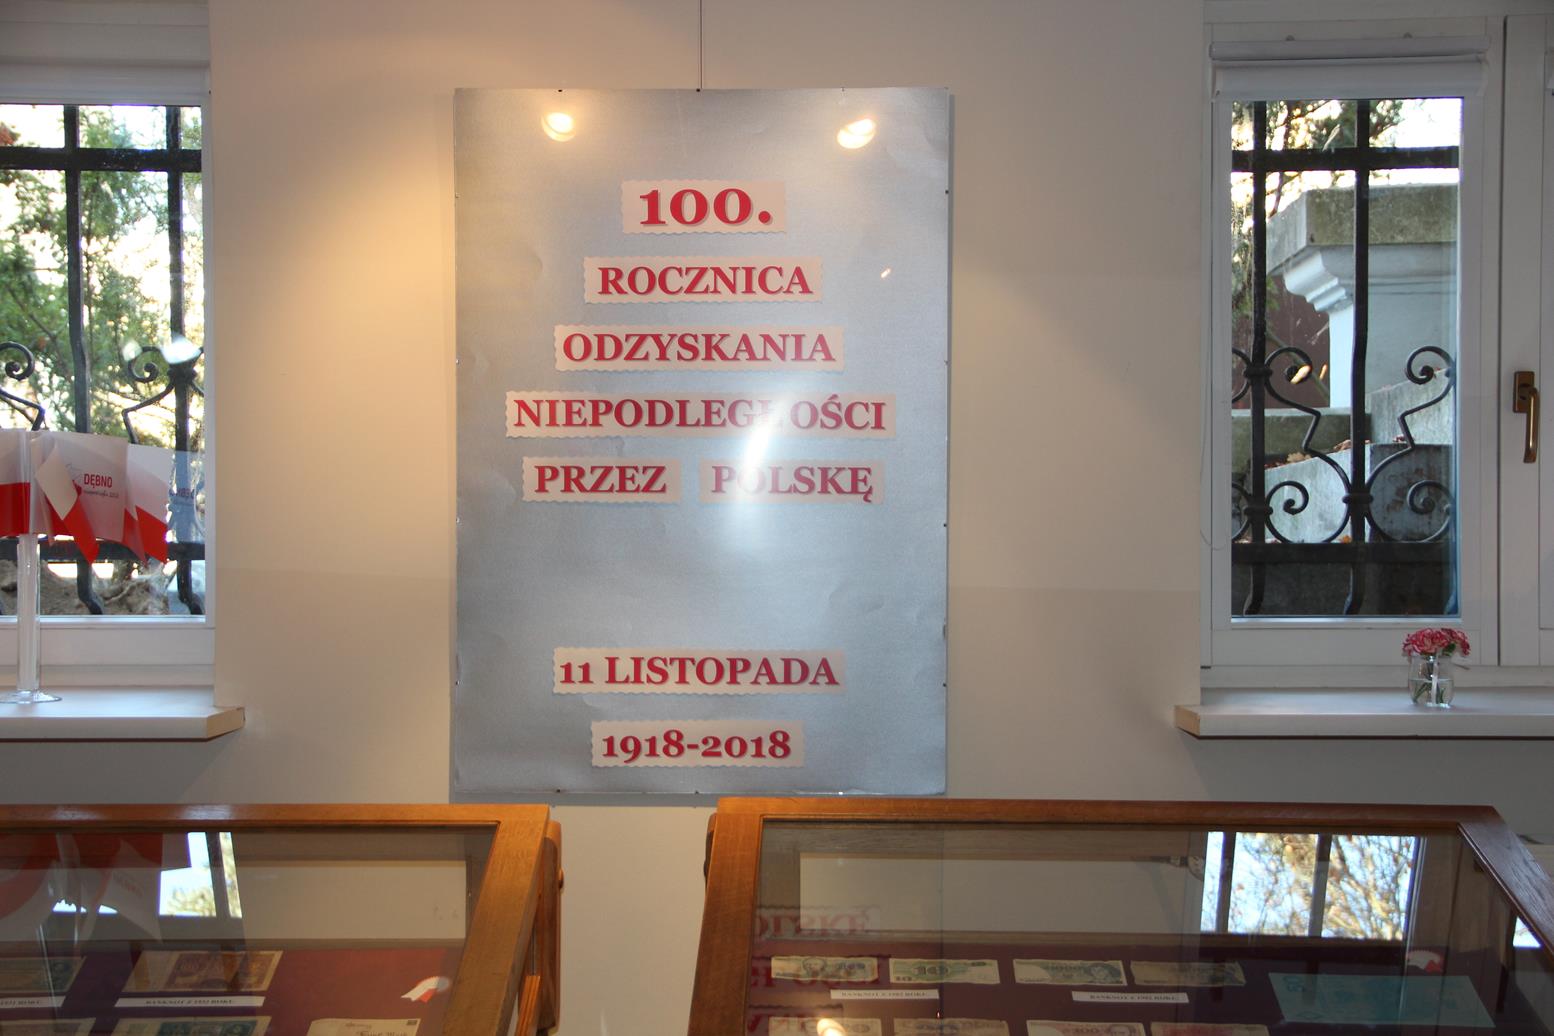 100.
ROCZNICA
ODZYSKANIA
NIEPODLEGŁOŚCI
PRZEZ POLSKĘ
11 LISTOPADA
1918-2018
DĘBNO